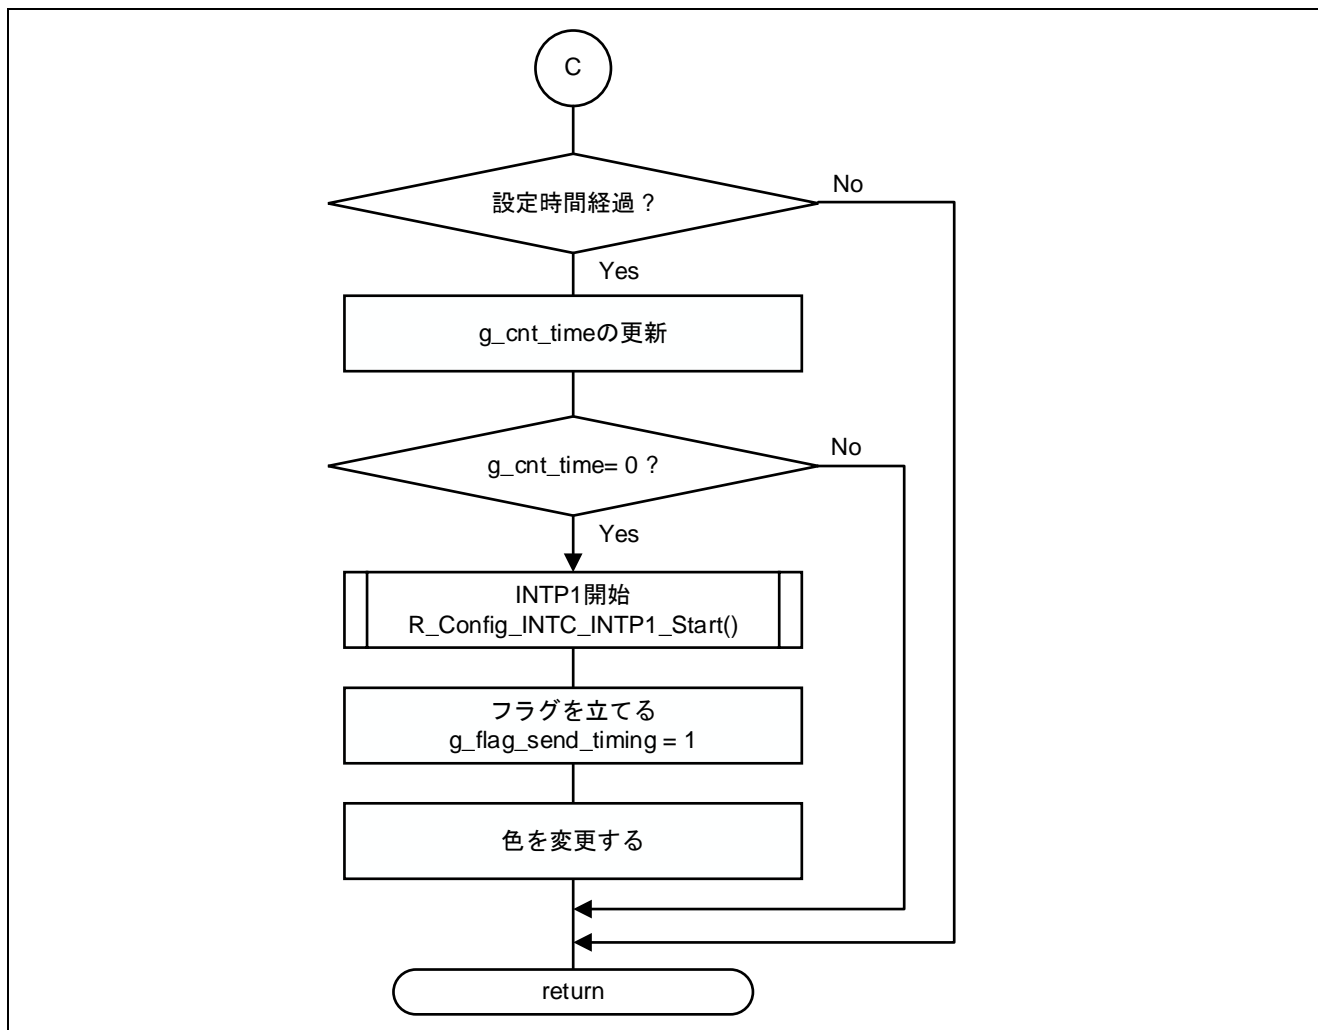 C
設定時間経過？
No
Yes
g_cnt_timeの更新
g_cnt_time= 0？
No
Yes
INTP1開始
R_Config_INTC_INTP1_Start()
フラグを立てる
g_flag_send_timing = 1
色を変更する
return